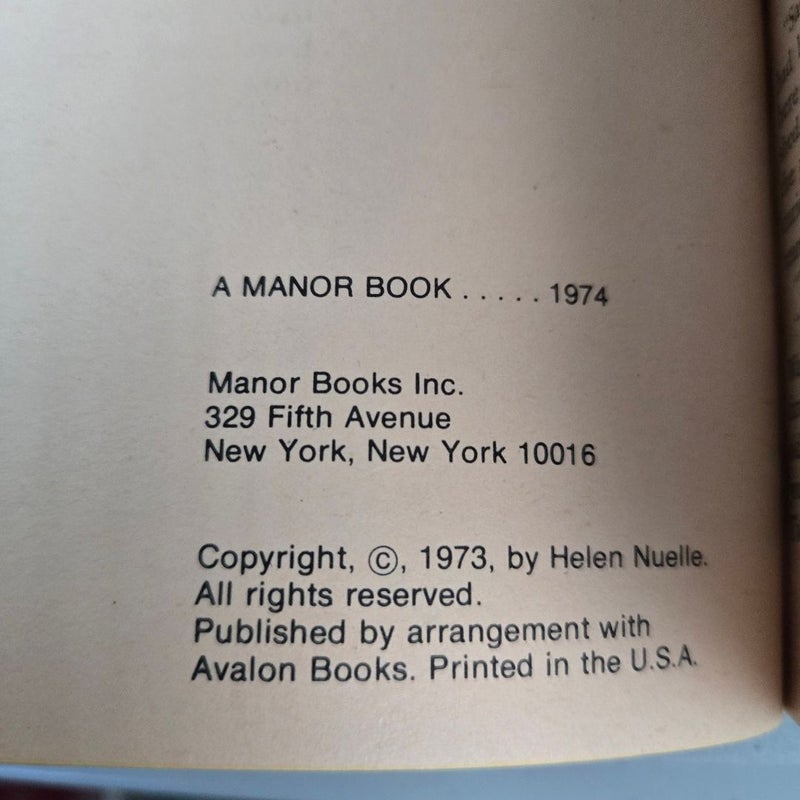 A MANOR BOOK . . . . . 1974
Manor Books Inc.
329 Fifth Avenue
New York, New York 10016
Copyright, ©, 1973, by Helen Nuelle.
All rights reserved.
Published by arrangement with
Avalon Books. Printed in the U.S.A.